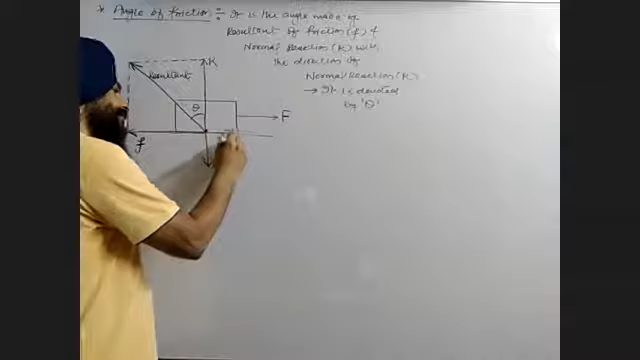 * Angle of friction ÷ It is the angle made by
Resultant of friction (f) &
Normal Reaction (R) with
the direction of
Normal Reaction (R)
→ It is denoted
by 'θ'
R
Resultant
θ
F
f